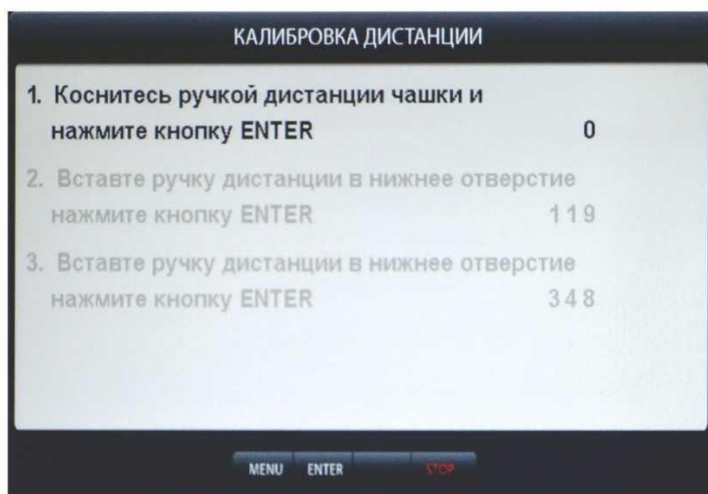 КАЛИБРОВКА ДИСТАНЦИИ
1. Коснитесь ручкой дистанции чашки и
нажмите кнопку ENTER 0
2. Вставте ручку дистанции в нижнее отверстие
нажмите кнопку ENTER 119
3. Вставте ручку дистанции в нижнее отверстие
нажмите кнопку ENTER 348
MENU ENTER STOP